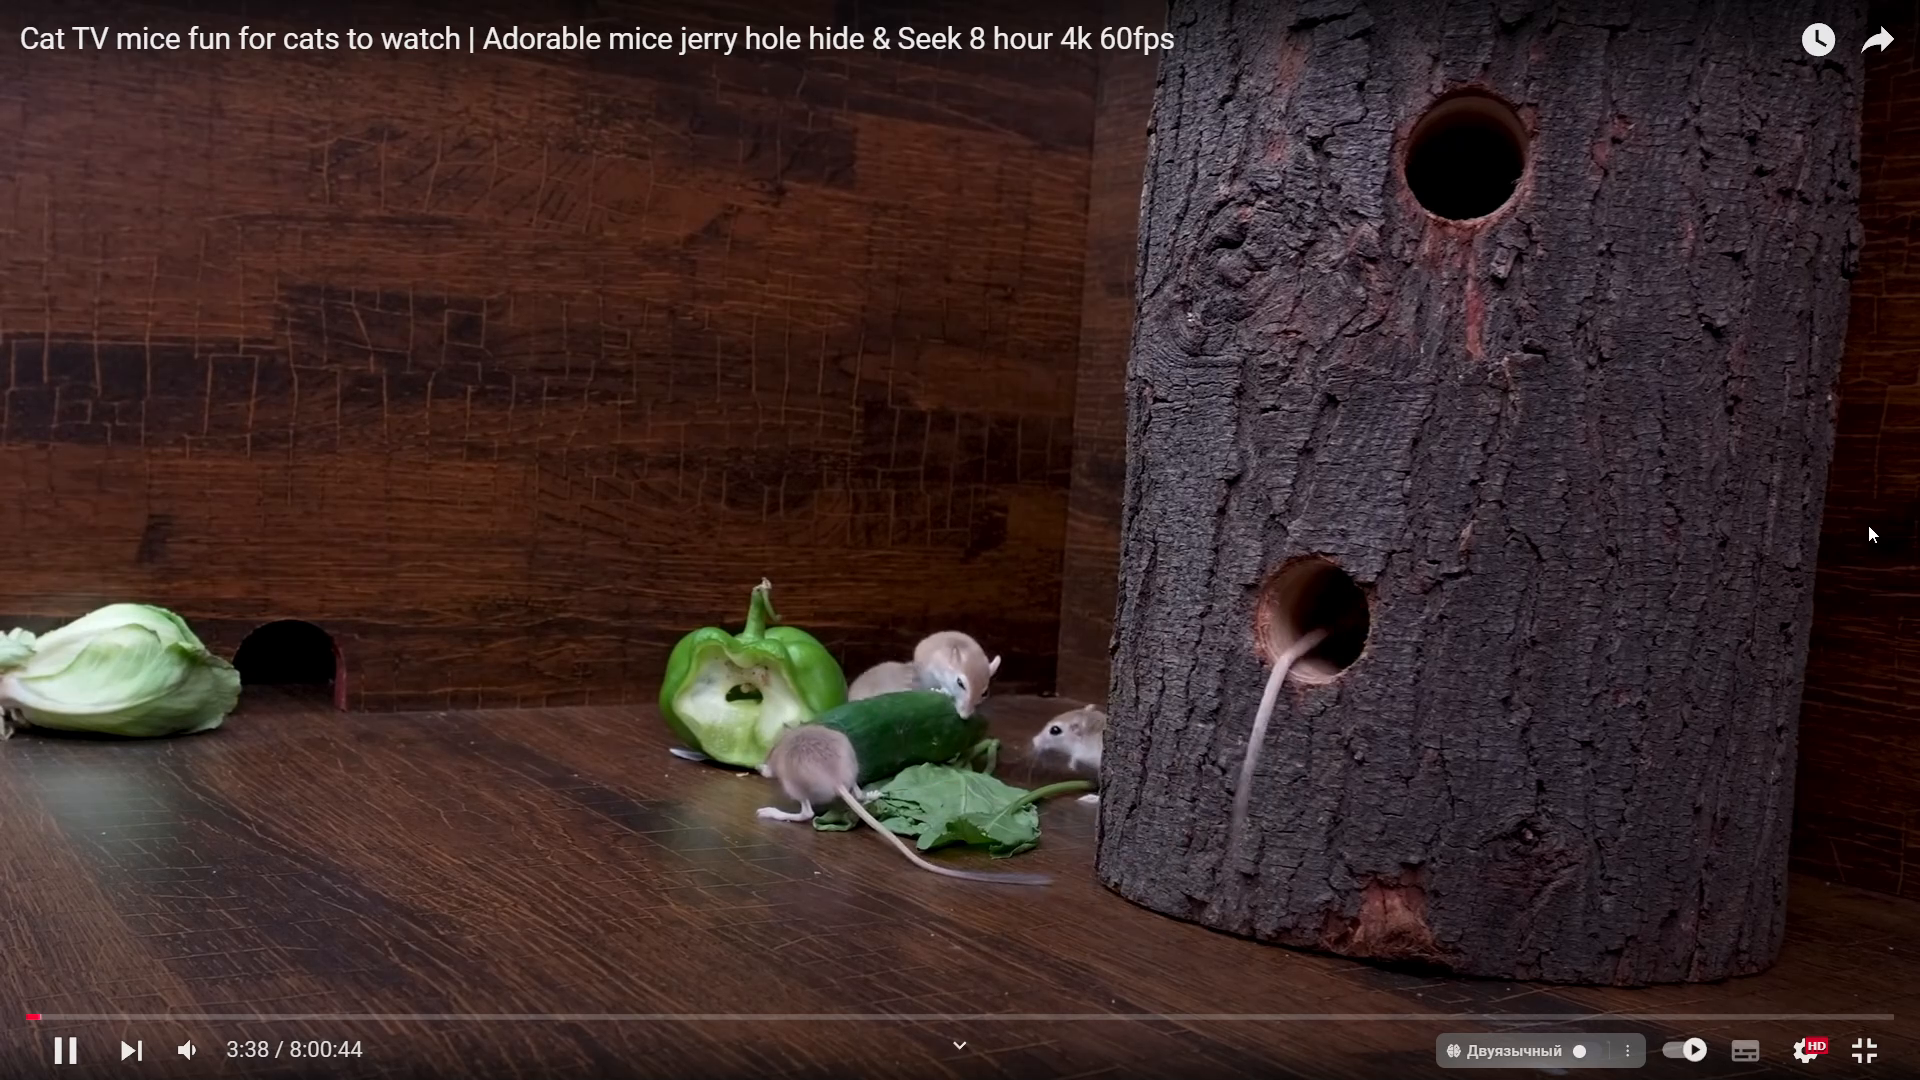 Cat TV mice fun for cats to watch | Adorable mice jerry hole hide & Seek 8 hour 4k 60fps
3:38 / 8:00:44
Двуязычный
HD